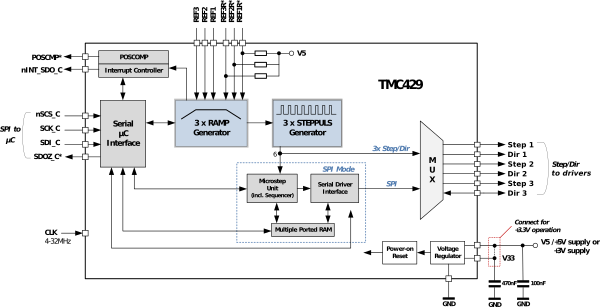 REF3
REF2
REF1
REF3R*
REF2R*
REF1R*
V5
POSCMP*
nINT_SDO_C
POSCOMP
Interrupt Controller
TMC429
nSCS_C
SCK_C
SDI_C
SDOZ_C*
SPI to
µC
Serial
µC
Interface
3 x RAMP
Generator
3 x STEPPULS
Generator
6
3x Step/Dir
SPI Mode
Microstep
Unit
(incl. Sequencer)
Serial Driver
Interface
SPI
Multiple Ported RAM
M
U
X
Step 1
Dir 1
Step 2
Dir 2
Step 3
Dir 3
Step/Dir
to drivers
CLK
4-32MHz
Power-on
Reset
Voltage
Regulator
Connect for
+3.3V operation
V5 / +5V supply or
+3V supply
V33
470nF
100nF
GND
GND
GND